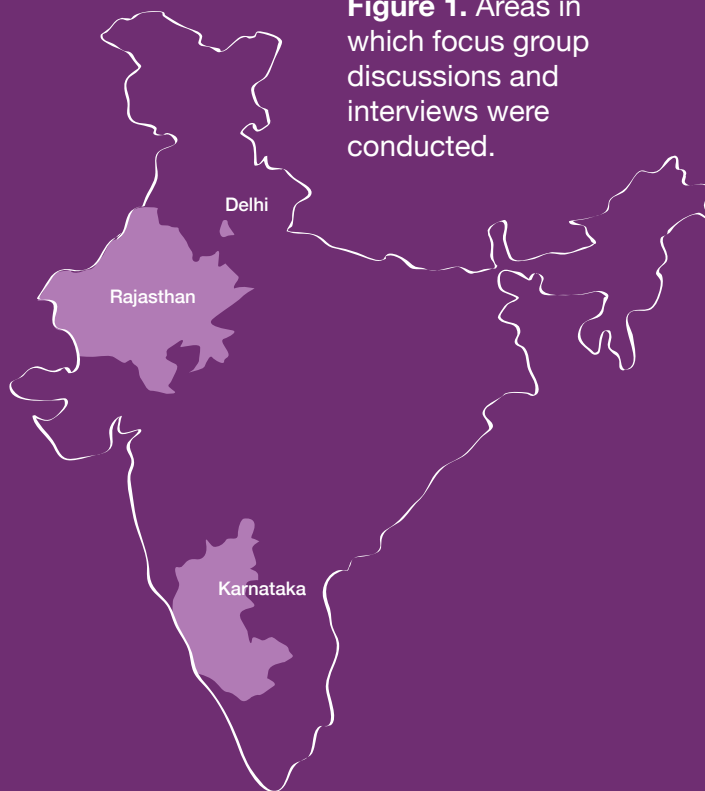 Figure 1. Areas in
which focus group
discussions and
interviews were
conducted.
Delhi
Rajasthan
Karnataka